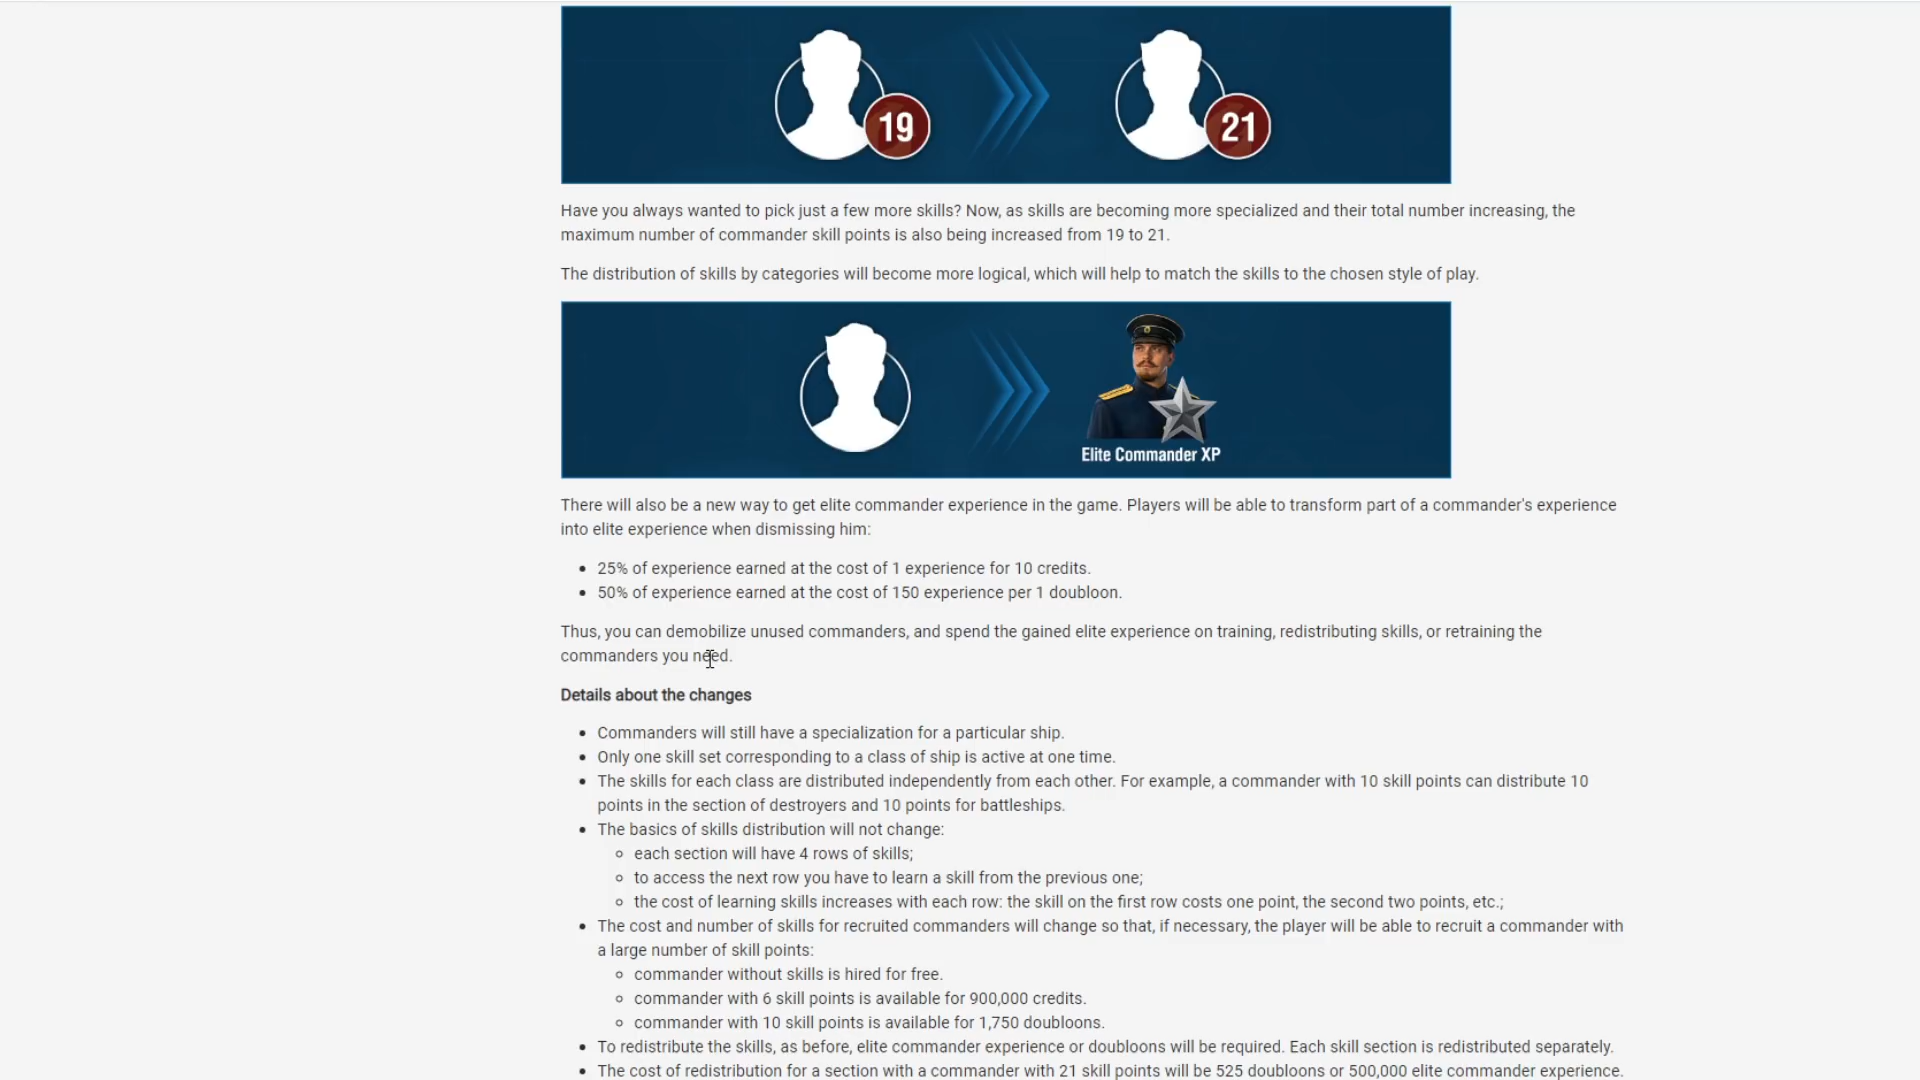 19
21
Have you always wanted to pick just a few more skills? Now, as skills are becoming more specialized and their total number increasing, the
maximum number of commander skill points is also being increased from 19 to 21.
The distribution of skills by categories will become more logical, which will help to match the skills to the chosen style of play.
Elite Commander XP
There will also be a new way to get elite commander experience in the game. Players will be able to transform part of a commander's experience
into elite experience when dismissing him:
25% of experience earned at the cost of 1 experience for 10 credits.
50% of experience earned at the cost of 150 experience per 1 doubloon.
Thus, you can demobilize unused commanders, and spend the gained elite experience on training, redistributing skills, or retraining the
commanders you need.
Details about the changes
Commanders will still have a specialization for a particular ship.
Only one skill set corresponding to a class of ship is active at one time.
The skills for each class are distributed independently from each other. For example, a commander with 10 skill points can distribute 10
points in the section of destroyers and 10 points for battleships.
The basics of skills distribution will not change:
each section will have 4 rows of skills;
to access the next row you have to learn a skill from the previous one;
the cost of learning skills increases with each row: the skill on the first row costs one point, the second two points, etc.;
The cost and number of skills for recruited commanders will change so that, if necessary, the player will be able to recruit a commander with
a large number of skill points:
commander without skills is hired for free.
commander with 6 skill points is available for 900,000 credits.
commander with 10 skill points is available for 1,750 doubloons.
To redistribute the skills, as before, elite commander experience or doubloons will be required. Each skill section is redistributed separately.
The cost of redistribution for a section with a commander with 21 skill points will be 525 doubloons or 500,000 elite commander experience.